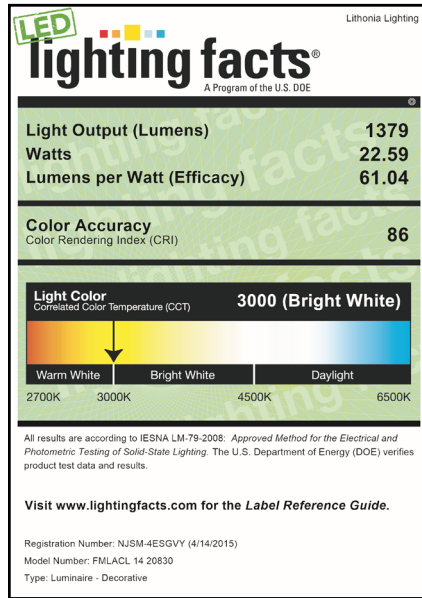 Lithonia Lighting
LED
lighting facts®
A Program of the U.S. DOE
Light Output (Lumens) 1379
Watts 22.59
Lumens per Watt (Efficacy) 61.04
Color Accuracy
Color Rendering Index (CRI) 86
Light Color
Correlated Color Temperature (CCT) 3000 (Bright White)
Warm White Bright White Daylight
2700K 3000K 4500K 6500K
All results are according to IESNA LM-79-2008: Approved Method for the Electrical and
Photometric Testing of Solid-State Lighting. The U.S. Department of Energy (DOE) verifies
product test data and results.
Visit www.lightingfacts.com for the Label Reference Guide.
Registration Number: NJSM-4ESGVY (4/14/2015)
Model Number: FMLACL 14 20830
Type: Luminaire - Decorative